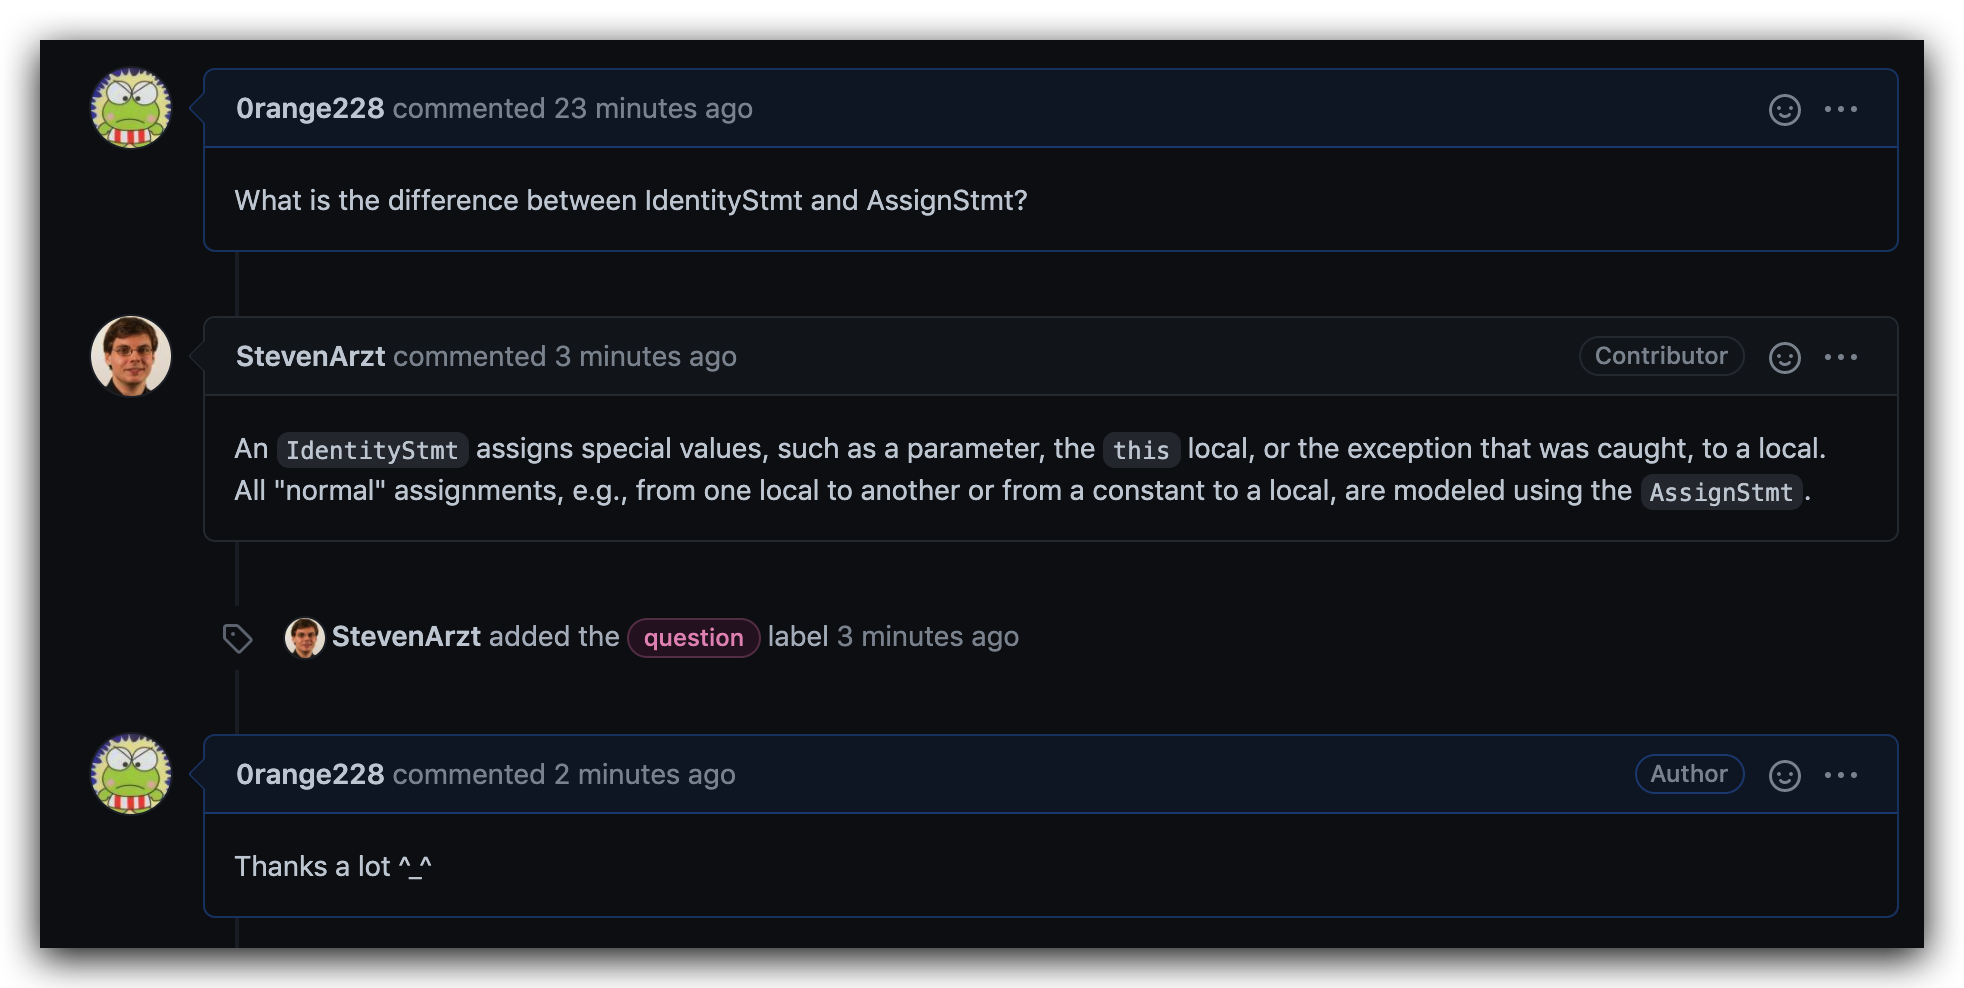 0range228 commented 23 minutes ago
What is the difference between IdentityStmt and AssignStmt?
StevenArzt commented 3 minutes ago Contributor
An IdentityStmt assigns special values, such as a parameter, the this local, or the exception that was caught, to a local.
All "normal" assignments, e.g., from one local to another or from a constant to a local, are modeled using the AssignStmt.
StevenArzt added the question label 3 minutes ago
0range228 commented 2 minutes ago Author
Thanks a lot ^_^